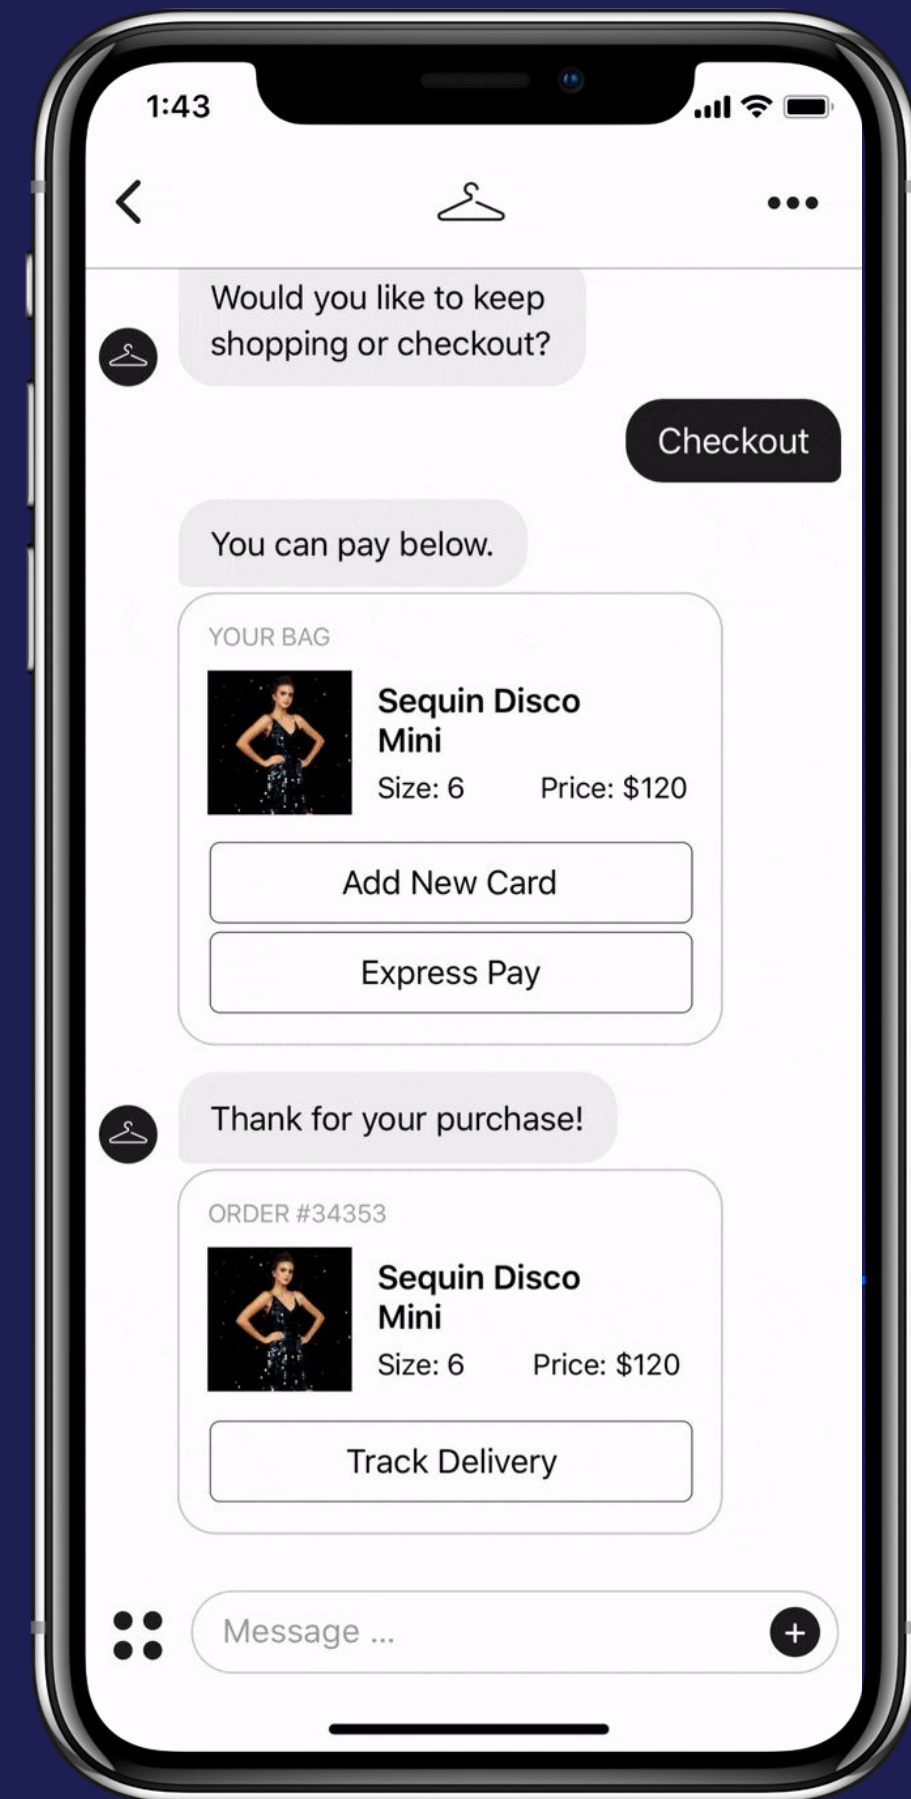 1:43
Would you like to keep
shopping or checkout?
Checkout
You can pay below.
YOUR BAG
Sequin Disco
Mini
Size: 6 Price: $120
Add New Card
Express Pay
Thank for your purchase!
ORDER #34353
Sequin Disco
Mini
Size: 6 Price: $120
Track Delivery
Message ...